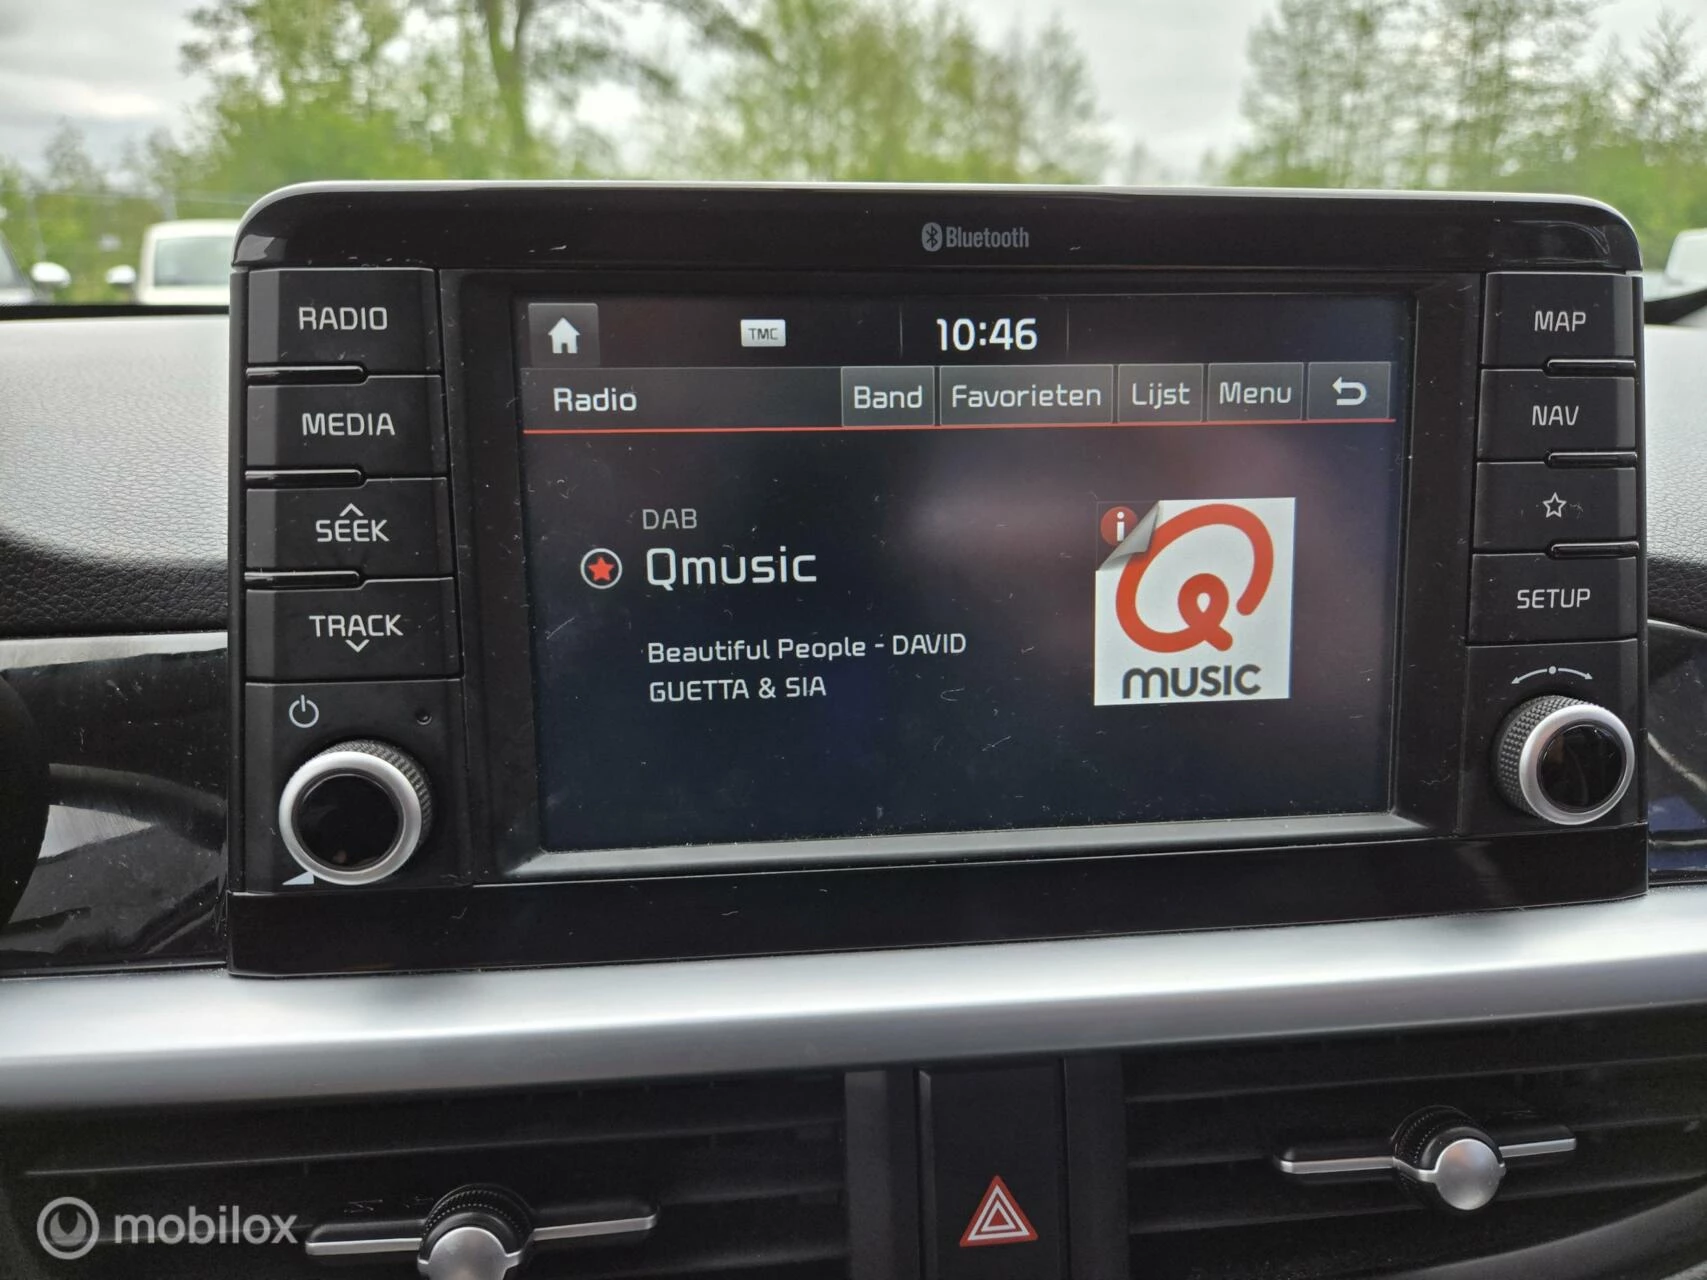 Bluetooth
RADIO
MEDIA
SEEK
TRACK
TMC
10:46
Radio
Band
Favorieten
Lijst
Menu
DAB
Qmusic
Beautiful People - DAVID
GUETTA & SIA
i
Q
MUSIC
MAP
NAV
SETUP
mobilox